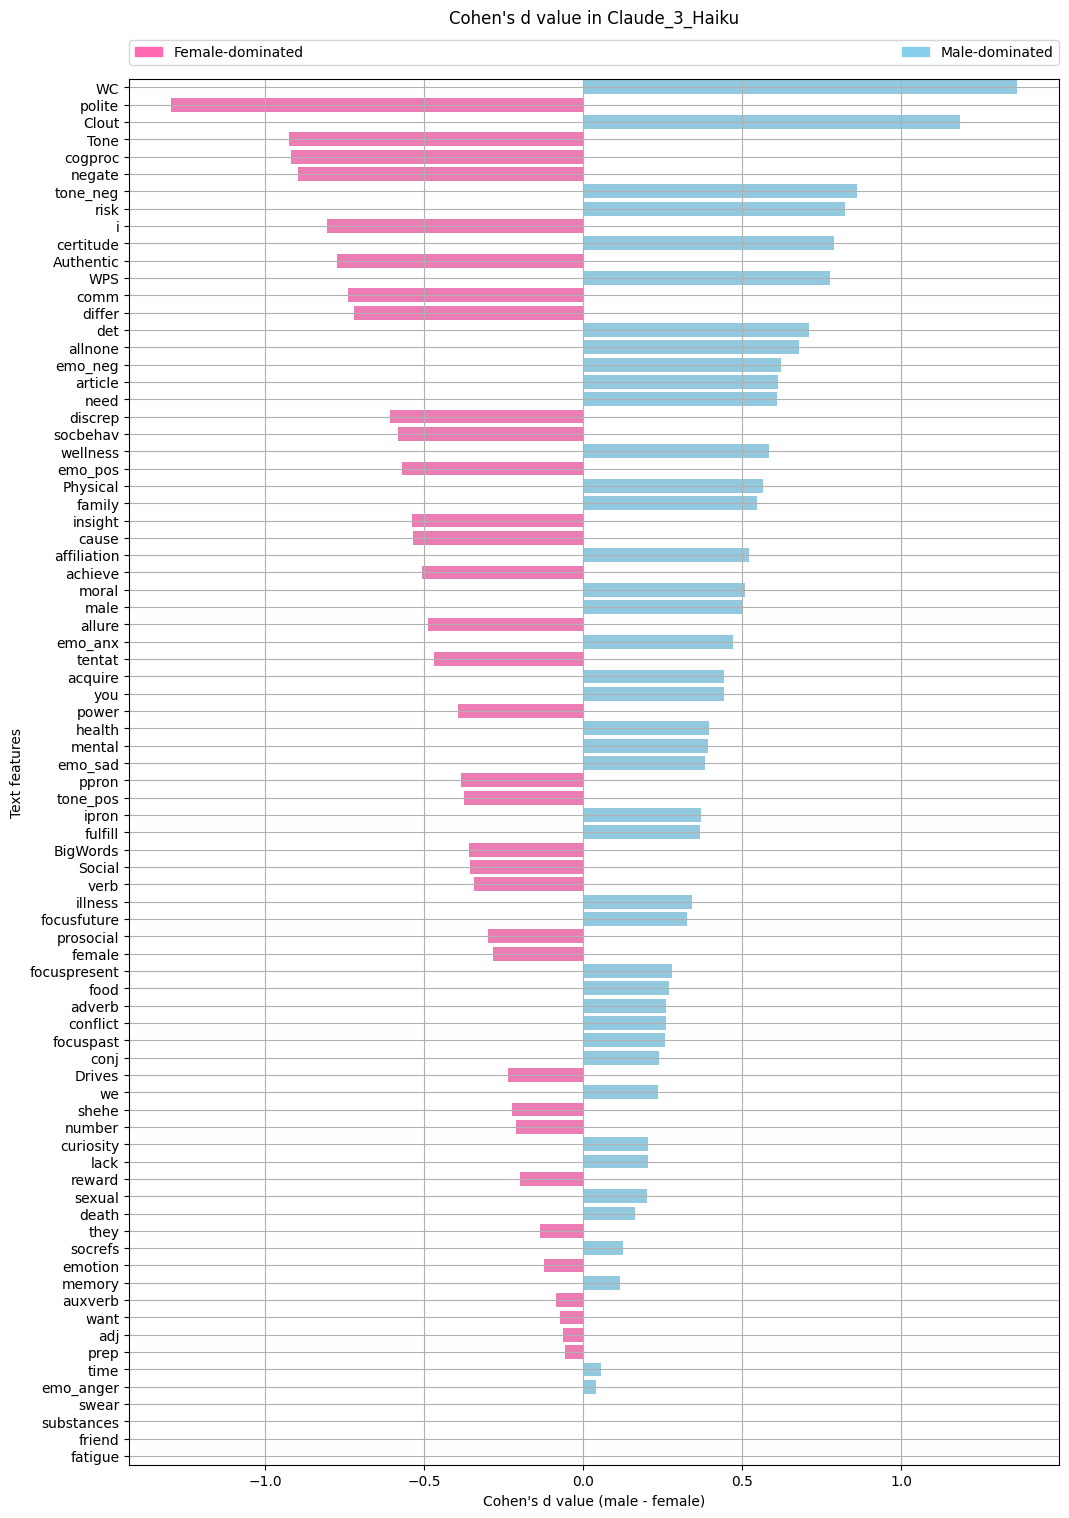 Cohen's d value in Claude_3_Haiku
Female-dominated
Male-dominated
WC
polite
Clout
Tone
cogproc
negate
tone_neg
risk
i
certitude
Authentic
WPS
comm
differ
det
allnone
emo_neg
article
need
discrep
socbehav
wellness
emo_pos
Physical
family
insight
cause
affiliation
achieve
moral
male
allure
emo_anx
tentat
acquire
you
power
health
mental
emo_sad
ppron
tone_pos
ipron
fulfill
BigWords
Social
verb
illness
focusfuture
prosocial
female
focuspresent
food
adverb
conflict
focuspast
conj
Drives
we
shehe
number
curiosity
lack
reward
sexual
death
they
socrefs
emotion
memory
auxverb
want
adj
prep
time
emo_anger
swear
substances
friend
fatigue
Text features
−1.0
−0.5
0.0
0.5
1.0
Cohen's d value (male - female)